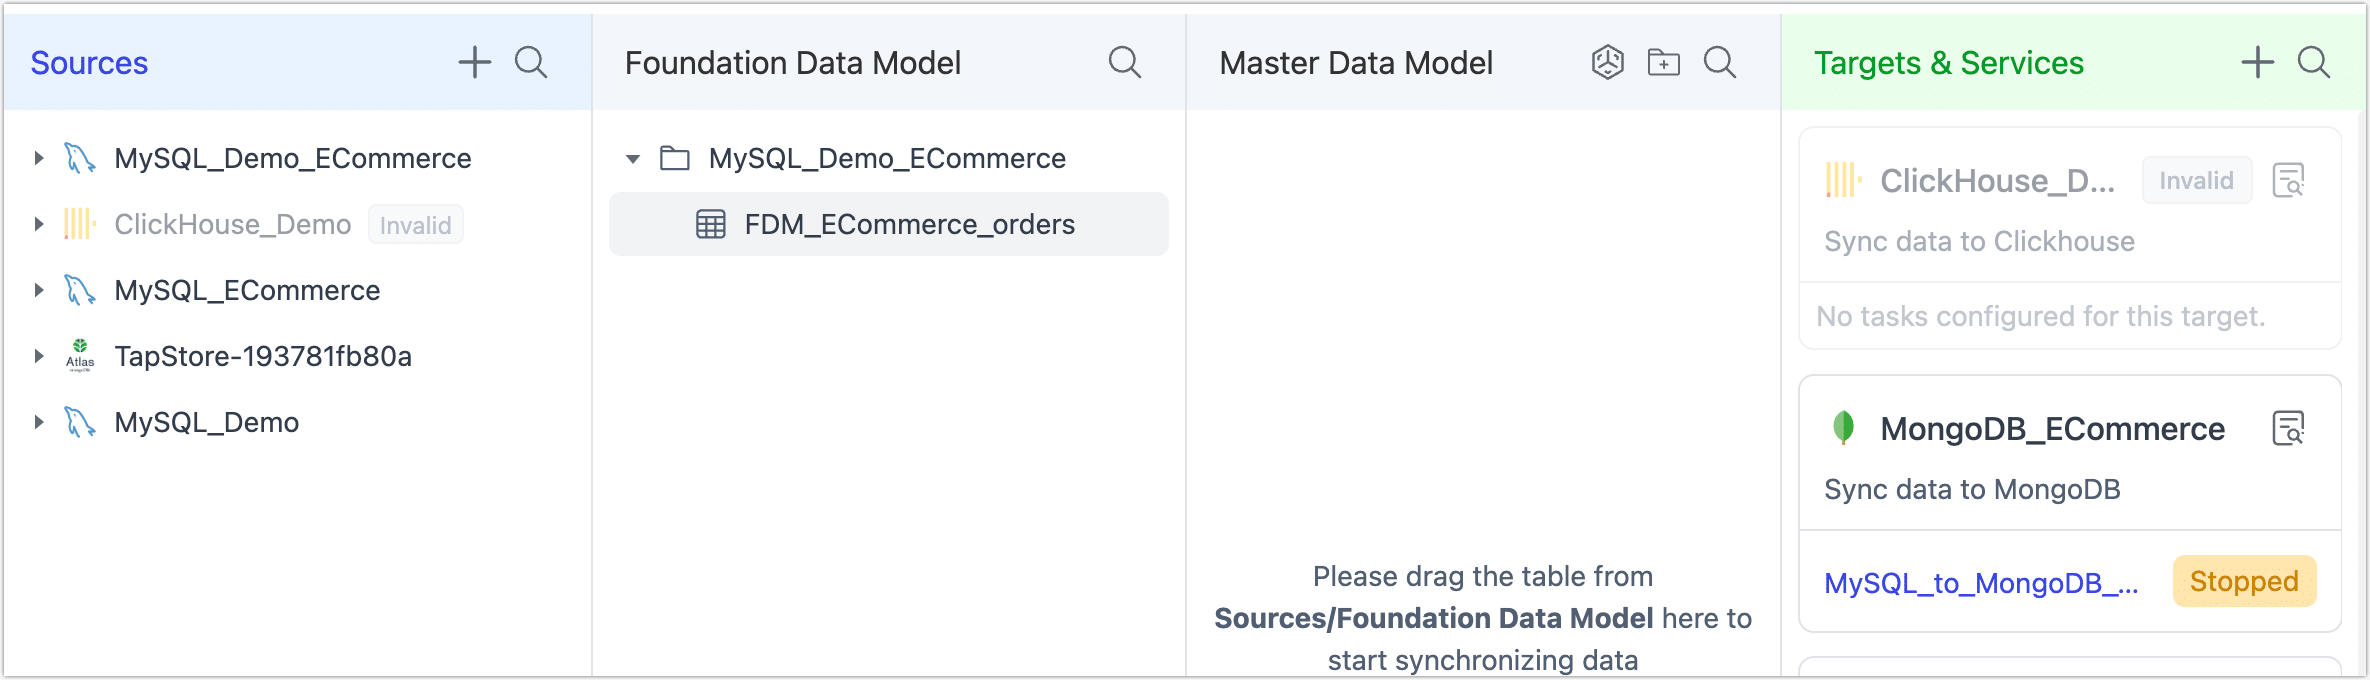 Sources
MySQL_Demo_ECommerce
ClickHouse_Demo Invalid
MySQL_ECommerce
Atlas
TapStore-193781fb80a
MySQL_Demo
Foundation Data Model
MySQL_Demo_ECommerce
FDM_ECommerce_orders
Master Data Model
Please drag the table from
Sources/Foundation Data Model here to
start synchronizing data
Targets & Services
ClickHouse_D... Invalid
Sync data to Clickhouse
No tasks configured for this target.
MongoDB_ECommerce
Sync data to MongoDB
MySQL_to_MongoDB_... Stopped